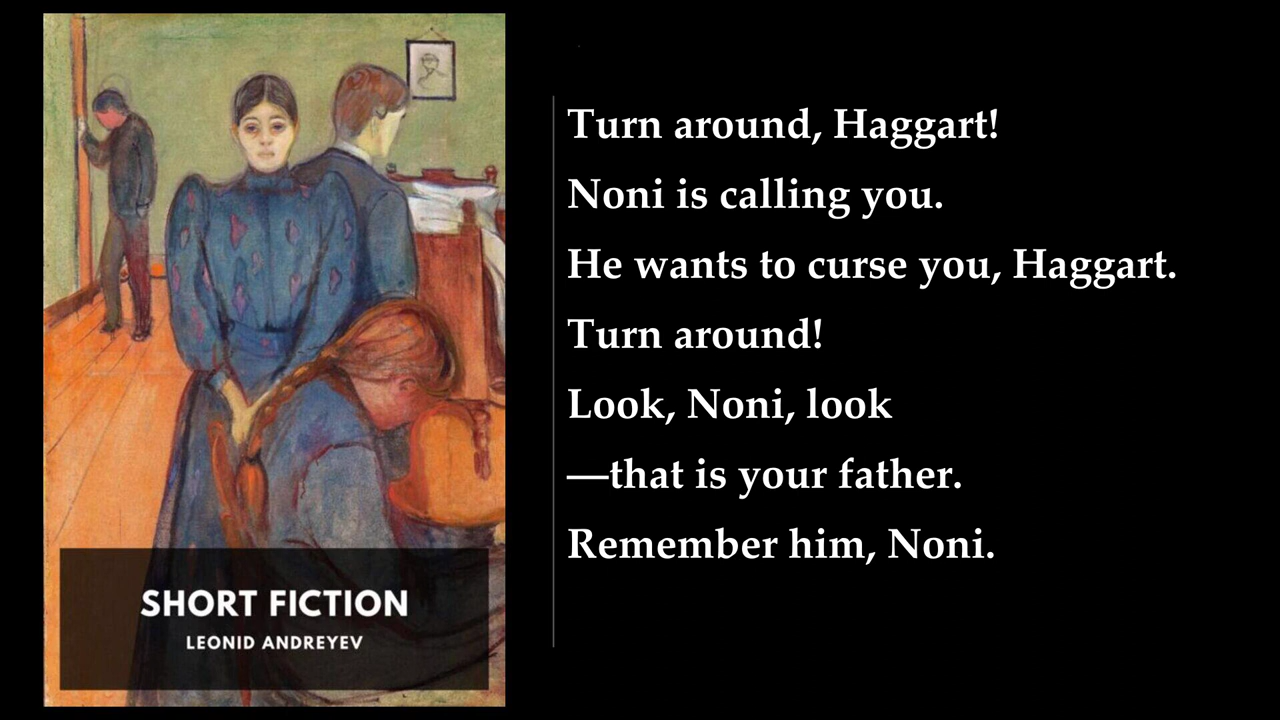 SHORT FICTION
LEONID ANDREYEV
Turn around, Haggart!
Noni is calling you.
He wants to curse you, Haggart.
Turn around!
Look, Noni, look
—that is your father.
Remember him, Noni.